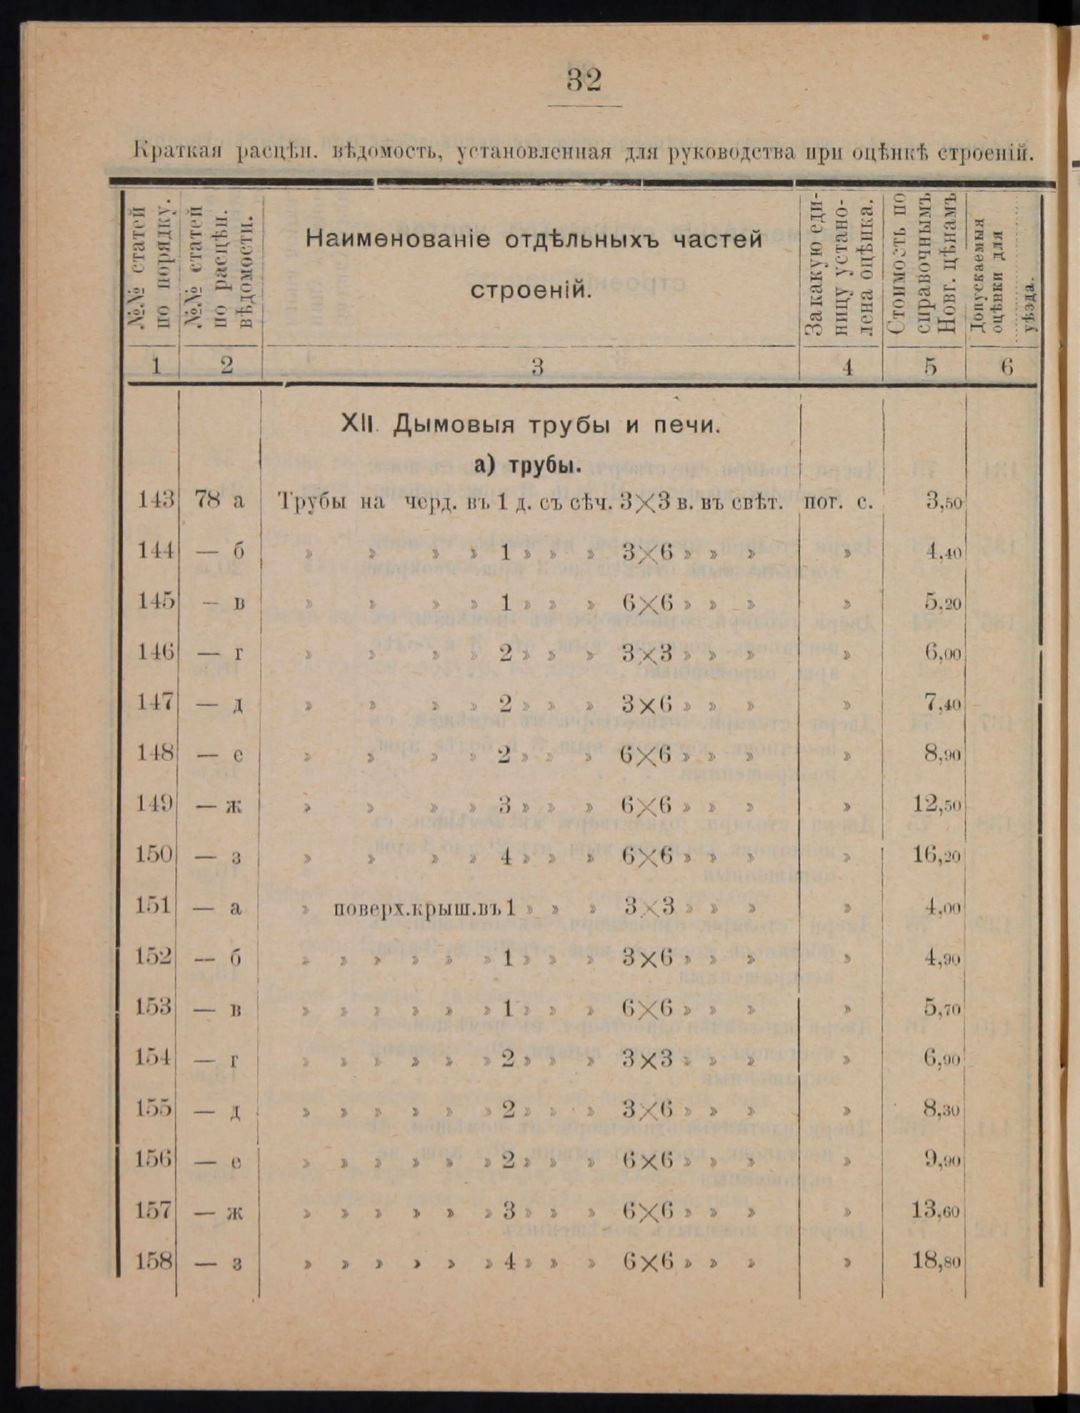 32
Краткая расцѣн. вѣдомость, установленная для руководства при оцѣнкѣ строеній.
№№ статей по порядку.
№№ статей по расцѣн. вѣдомости.
Наименованіе отдѣльныхъ частей
строеній.
За какую единицу установлена оцѣнка.
Стоимость по справочнымъ Новг. цѣнамъ
Допускаемыя оцѣнки для ......... уѣзда.
1 2 3 4 5 6
XII. Дымовыя трубы и печи.
а) трубы.
143 78 а Трубы на черд. въ 1 д. съ сѣч. 3×3 в. въ свѣт. пог. с. 3,50
144 — б » » » » 1 » » » 3×6 » » » » 4,40
145 — в » » » » 1 » » » 6×6 » » » » 5,20
146 — г » » » » 2 » » » 3×3 » » » » 6,00
147 — д » » » » 2 » » » 3×6 » » » » 7,40
148 — е » » » » 2 » » » 6×6 » » » » 8,90
149 — ж » » » » 3 » » » 6×6 » » » » 12,50
150 — з » » » » 4 » » » 6×6 » » » » 16,20
151 — а » поверх.крыш.въ 1 » » » 3×3 » » » » 4,00
152 — б » » » » » » 1 » » » 3×6 » » » » 4,90
153 — в » » » » » » 1 » » » 6×6 » » » » 5,70
154 — г » » » » » » 2 » » » 3×3 » » » » 6,90
155 — д » » » » » » 2 » » » 3×6 » » » » 8,30
156 — е » » » » » » 2 » » » 6×6 » » » » 9,90
157 — ж » » » » » » 3 » » » 6×6 » » » » 13,60
158 — з » » » » » » 4 » » » 6×6 » » » » 18,80